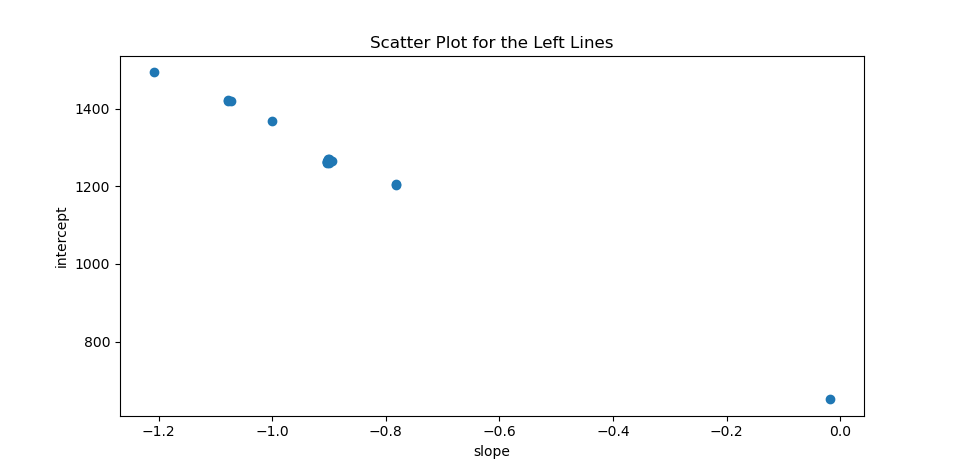 Scatter Plot for the Left Lines
1400
1200
1000
800
intercept
−1.2 −1.0 −0.8 −0.6 −0.4 −0.2 0.0
slope